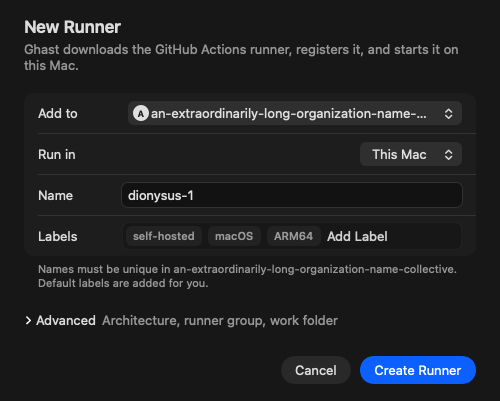 New Runner
Ghast downloads the GitHub Actions runner, registers it, and starts it on
this Mac.
Add to A an-extraordinarily-long-organization-name-...
Run in This Mac
Name dionysus-1
Labels self-hosted macOS ARM64 Add Label
Names must be unique in an-extraordinarily-long-organization-name-collective.
Default labels are added for you.
Advanced Architecture, runner group, work folder
Cancel Create Runner